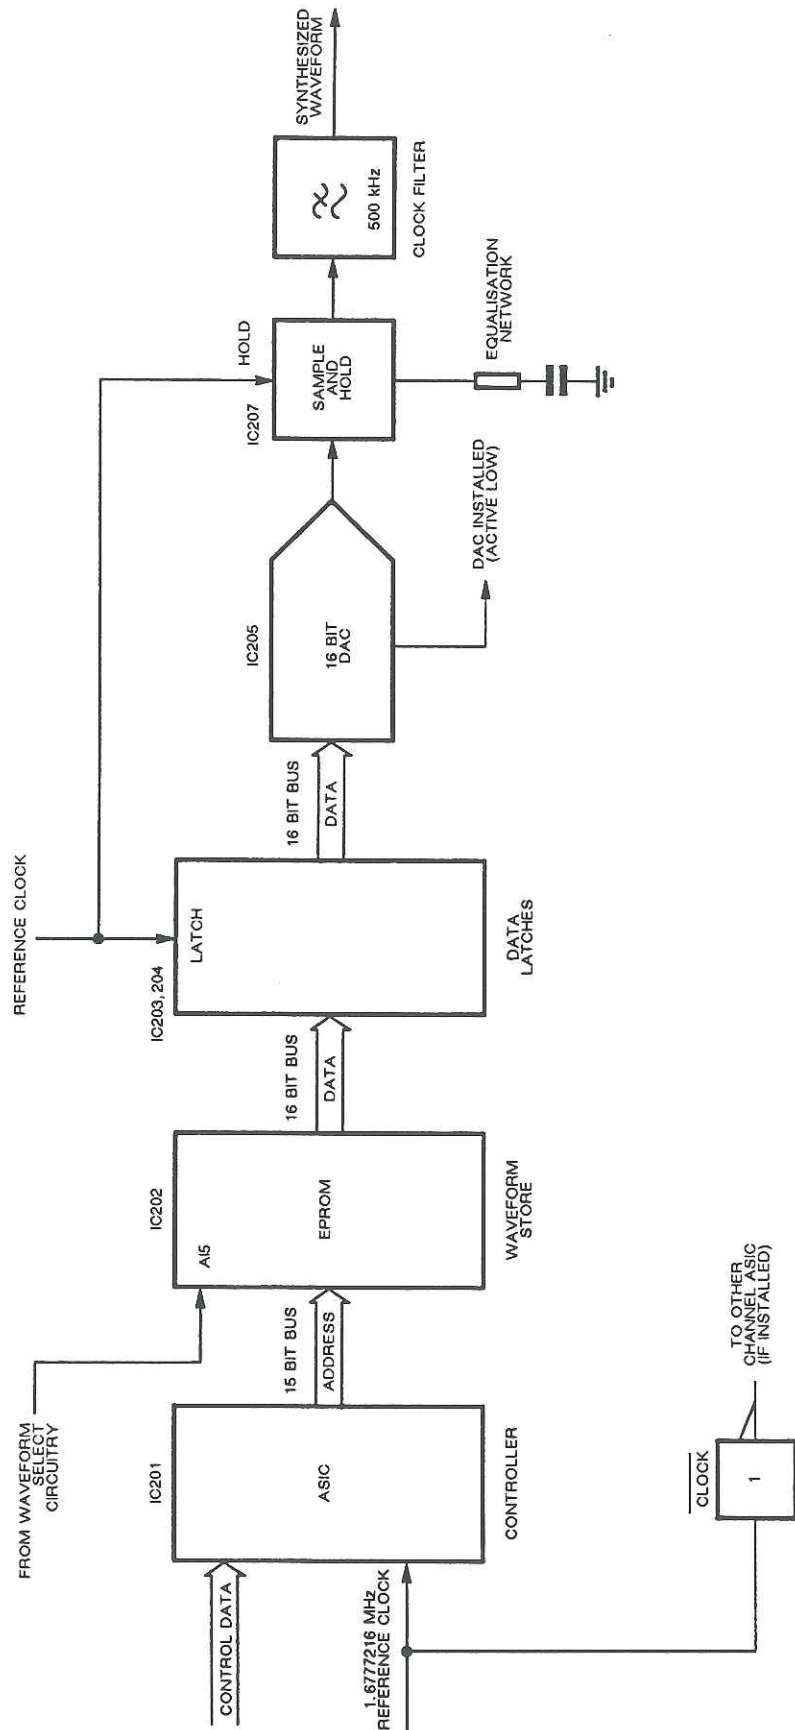 FROM WAVEFORM
SELECT
CIRCUITRY
REFERENCE CLOCK
HOLD
SYNTHESIZED
WAVEFORM
IC201
IC202
IC203, 204
IC205
IC207
CONTROL DATA
ASIC
15 BIT BUS
ADDRESS
AI5
EPROM
16 BIT BUS
DATA
LATCH
16 BIT BUS
DATA
16 BIT
DAC
SAMPLE
AND
HOLD
500 kHz
1.6777216 MHz
REFERENCE CLOCK
CONTROLLER
WAVEFORM
STORE
DATA
LATCHES
DAC INSTALLED
(ACTIVE LOW)
EQUALISATION
NETWORK
CLOCK FILTER
CLOCK
1
TO OTHER
CHANNEL ASIC
(IF INSTALLED)